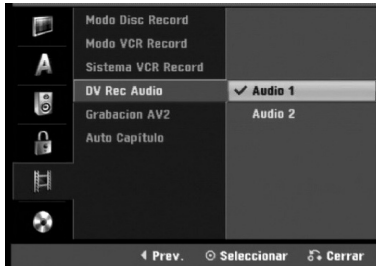 Modo Disc Record
Modo VCR Record
Sistema VCR Record
DV Rec Audio
✓ Audio 1
Grabacion AV2
Audio 2
Auto Capitulo
A
Prev.
Seleccionar
Cerrar